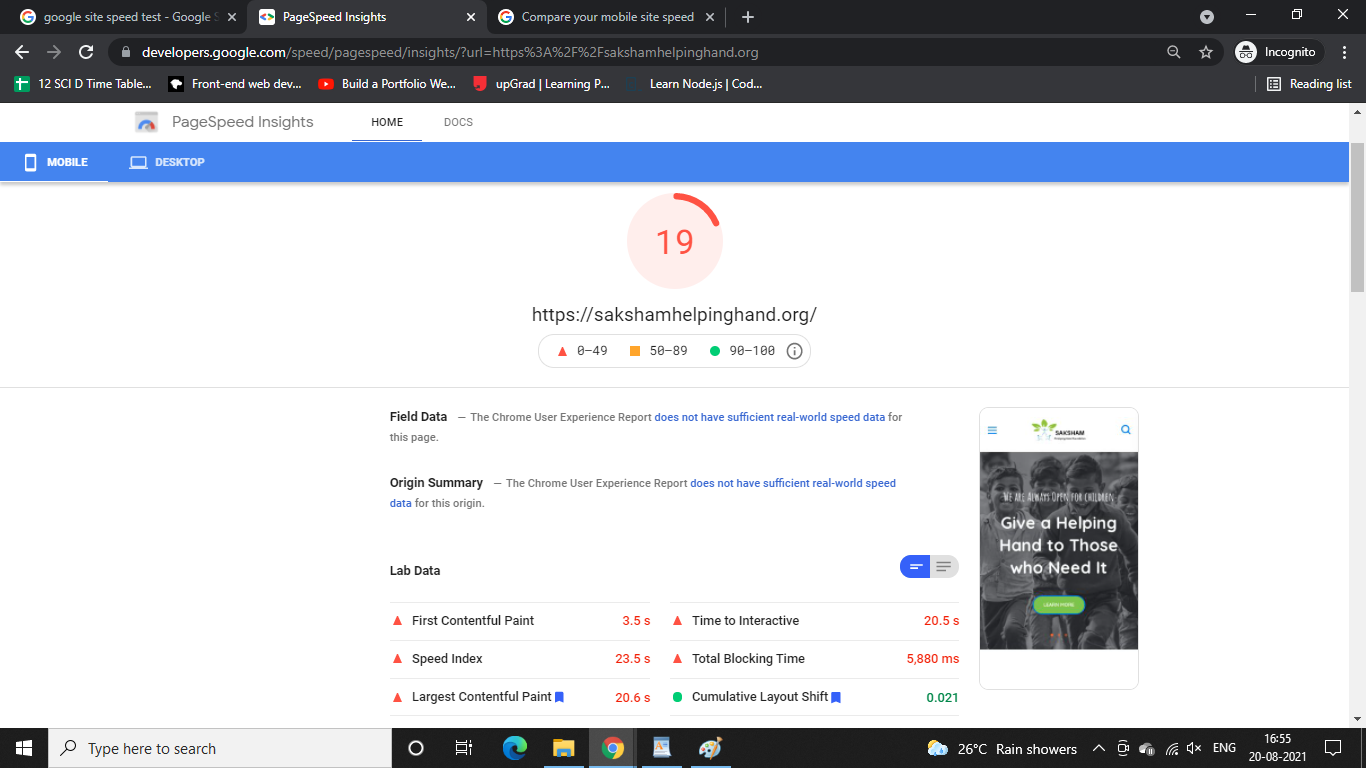 google site speed test - Google S
PageSpeed Insights
Compare your mobile site speed
developers.google.com/speed/pagespeed/insights/?url=https%3A%2F%2Fsakshamhelpinghand.org
Incognito
12 SCI D Time Table...
Front-end web dev...
Build a Portfolio We...
upGrad | Learning P...
Learn Node.js | Cod...
Reading list
PageSpeed Insights
HOME
DOCS
MOBILE
DESKTOP
19
https://sakshamhelpinghand.org/
0–49
50–89
90–100
Field Data — The Chrome User Experience Report does not have sufficient real-world speed data for
this page.
Origin Summary — The Chrome User Experience Report does not have sufficient real-world speed
data for this origin.
SAKSHAM
We are Always Open for Children
Give a Helping
Hand to Those
who Need It
LEARN MORE
Lab Data
First Contentful Paint 3.5 s
Time to Interactive 20.5 s
Speed Index 23.5 s
Total Blocking Time 5,880 ms
Largest Contentful Paint 20.6 s
Cumulative Layout Shift 0.021
Type here to search
26°C Rain showers
ENG
16:55
20-08-2021